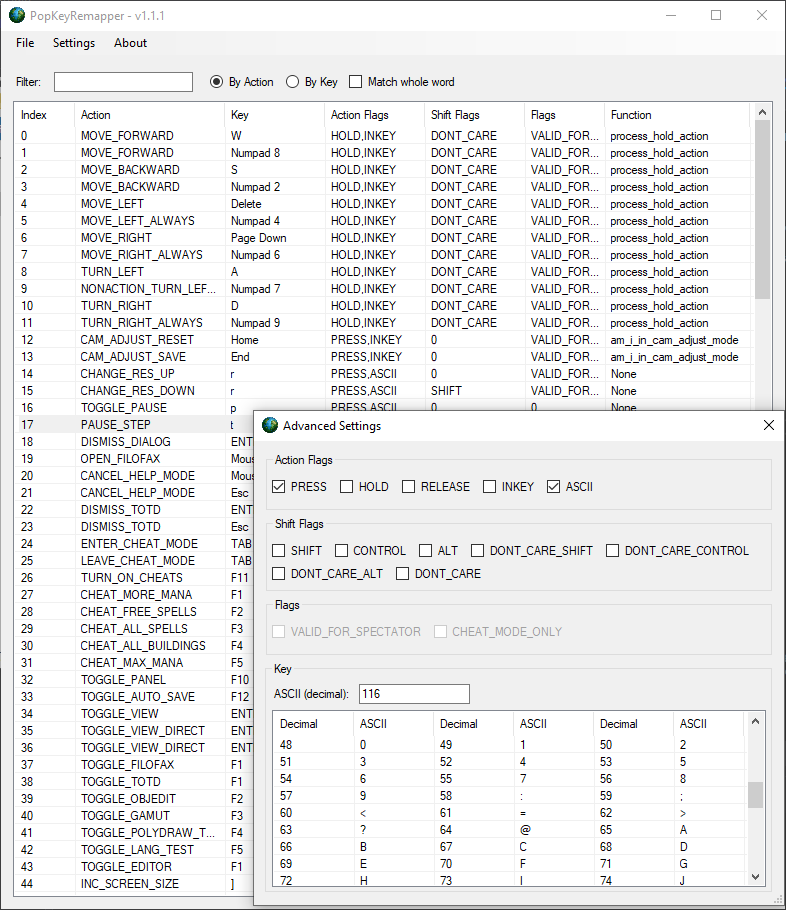 PopKeyRemapper - v1.1.1
File Settings About
Filter: By Action By Key Match whole word
Index Action Key Action Flags Shift Flags Flags Function
0 MOVE_FORWARD W HOLD,INKEY DONT_CARE VALID_FOR... process_hold_action
1 MOVE_FORWARD Numpad 8 HOLD,INKEY DONT_CARE VALID_FOR... process_hold_action
2 MOVE_BACKWARD S HOLD,INKEY DONT_CARE VALID_FOR... process_hold_action
3 MOVE_BACKWARD Numpad 2 HOLD,INKEY DONT_CARE VALID_FOR... process_hold_action
4 MOVE_LEFT Delete HOLD,INKEY DONT_CARE VALID_FOR... process_hold_action
5 MOVE_LEFT_ALWAYS Numpad 4 HOLD,INKEY DONT_CARE VALID_FOR... process_hold_action
6 MOVE_RIGHT Page Down HOLD,INKEY DONT_CARE VALID_FOR... process_hold_action
7 MOVE_RIGHT_ALWAYS Numpad 6 HOLD,INKEY DONT_CARE VALID_FOR... process_hold_action
8 TURN_LEFT A HOLD,INKEY DONT_CARE VALID_FOR... process_hold_action
9 NONACTION_TURN_LEF... Numpad 7 HOLD,INKEY DONT_CARE VALID_FOR... process_hold_action
10 TURN_RIGHT D HOLD,INKEY DONT_CARE VALID_FOR... process_hold_action
11 TURN_RIGHT_ALWAYS Numpad 9 HOLD,INKEY DONT_CARE VALID_FOR... process_hold_action
12 CAM_ADJUST_RESET Home PRESS,INKEY 0 VALID_FOR... am_i_in_cam_adjust_mode
13 CAM_ADJUST_SAVE End PRESS,INKEY 0 VALID_FOR... am_i_in_cam_adjust_mode
14 CHANGE_RES_UP r PRESS,ASCII 0 VALID_FOR... None
15 CHANGE_RES_DOWN r PRESS,ASCII SHIFT VALID_FOR... None
16 TOGGLE_PAUSE p PRESS,ASCII 0 0 None
17 PAUSE_STEP t
18 DISMISS_DIALOG ENT
19 OPEN_FILOFAX Mou
20 CANCEL_HELP_MODE Mou
21 CANCEL_HELP_MODE Esc
22 DISMISS_TOTD ENT
23 DISMISS_TOTD Esc
24 ENTER_CHEAT_MODE TAB
25 LEAVE_CHEAT_MODE TAB
26 TURN_ON_CHEATS F11
27 CHEAT_MORE_MANA F1
28 CHEAT_FREE_SPELLS F2
29 CHEAT_ALL_SPELLS F3
30 CHEAT_ALL_BUILDINGS F4
31 CHEAT_MAX_MANA F5
32 TOGGLE_PANEL F10
33 TOGGLE_AUTO_SAVE F12
34 TOGGLE_VIEW ENT
35 TOGGLE_VIEW_DIRECT ENT
36 TOGGLE_VIEW_DIRECT ENT
37 TOGGLE_FILOFAX F1
38 TOGGLE_TOTD F1
39 TOGGLE_OBJEDIT F2
40 TOGGLE_GAMUT F3
41 TOGGLE_POLYDRAW_T... F4
42 TOGGLE_LANG_TEST F5
43 TOGGLE_EDITOR F1
44 INC_SCREEN_SIZE ]
Advanced Settings
Action Flags
PRESS HOLD RELEASE INKEY ASCII
Shift Flags
SHIFT CONTROL ALT DONT_CARE_SHIFT DONT_CARE_CONTROL
DONT_CARE_ALT DONT_CARE
Flags
VALID_FOR_SPECTATOR CHEAT_MODE_ONLY
Key
ASCII (decimal): 116
Decimal ASCII Decimal ASCII Decimal ASCII
48 0 49 1 50 2
51 3 52 4 53 5
54 6 55 7 56 8
57 9 58 : 59 ;
60 < 61 = 62 >
63 ? 64 @ 65 A
66 B 67 C 68 D
69 E 70 F 71 G
72 H 73 I 74 J